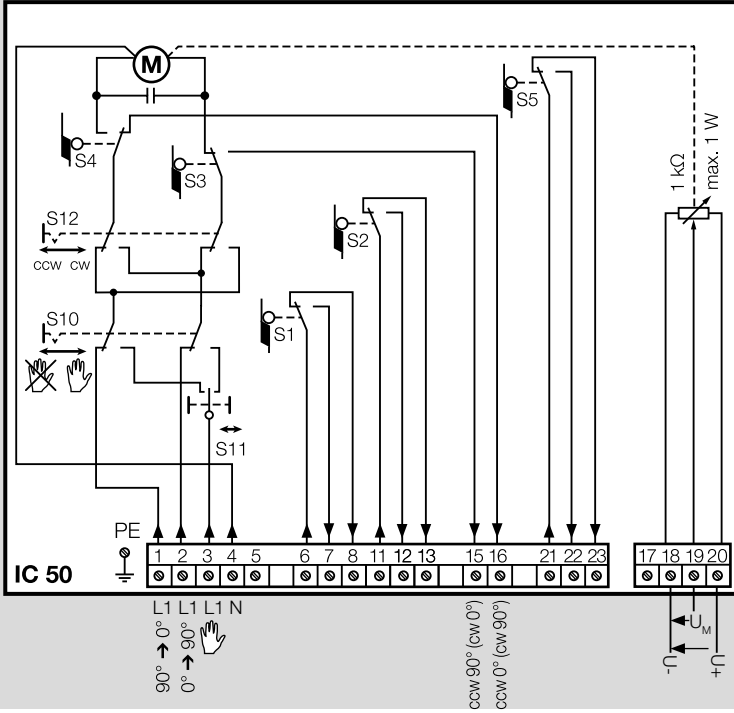 M
S5
S4
S3
1 kΩ
max. 1 W
S12
S2
ccw cw
S10
S1
S11
PE
1 2 3 4 5 6 7 8 11 12 13 15 16 21 22 23 17 18 19 20
IC 50
L1 L1 L1 N
90° → 0°
0° → 90°
ccw 90° (cw 0°)
ccw 0° (cw 90°)
UM
-U
+U